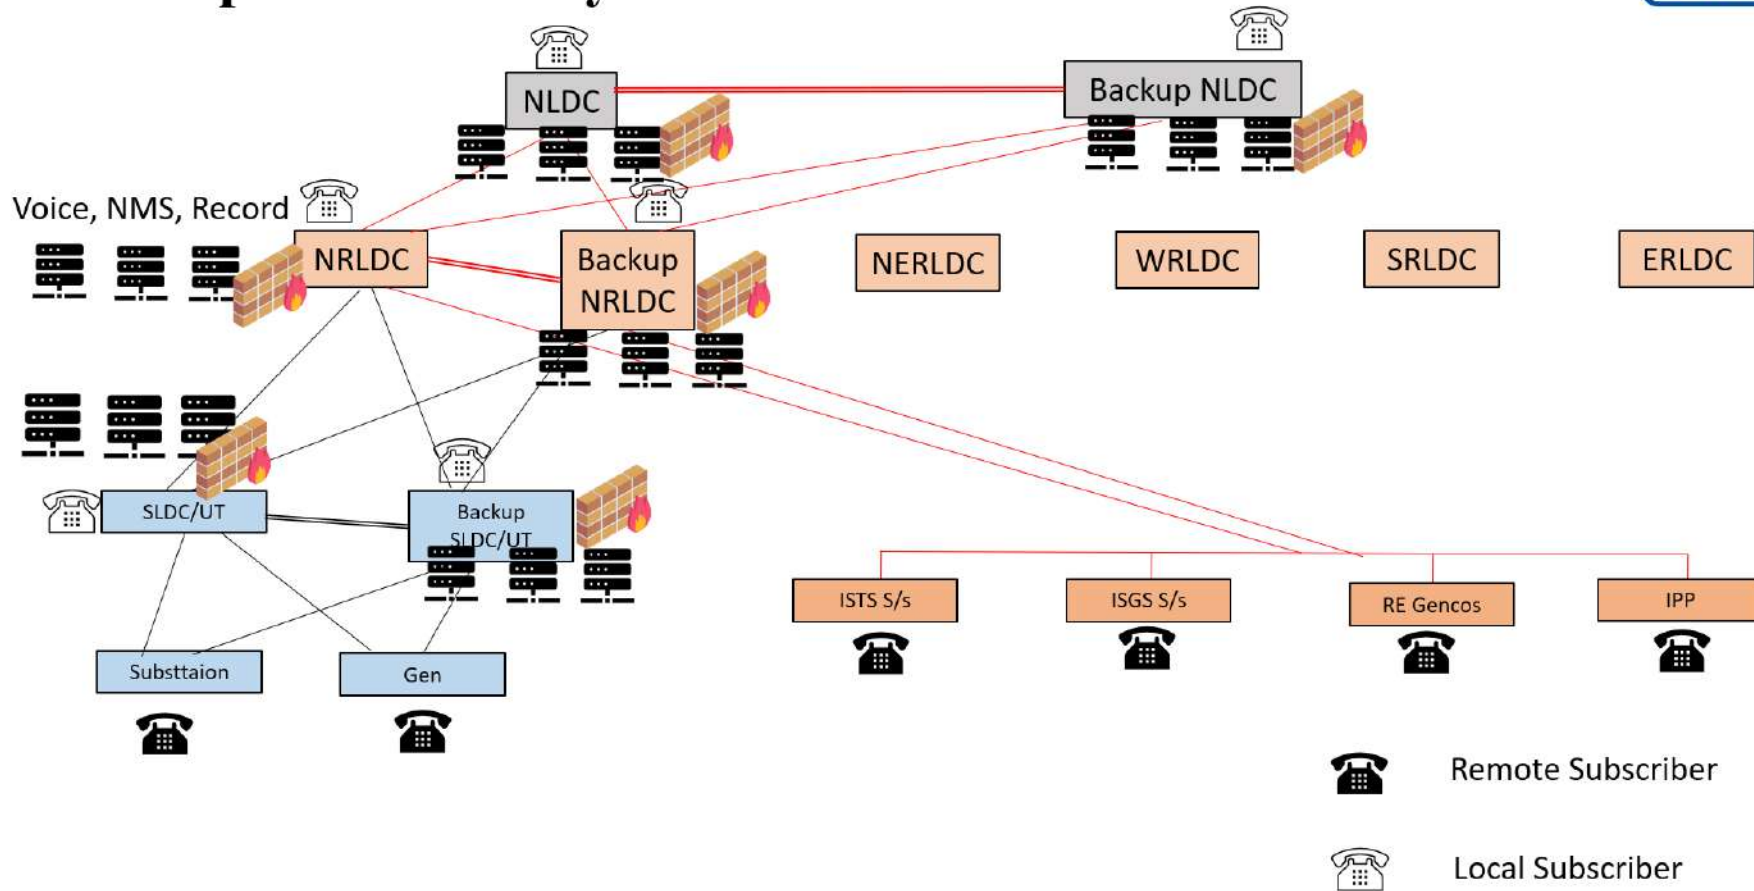 NLDC
Backup NLDC
Voice, NMS, Record
NRLDC
Backup
NRLDC
NERLDC
WRLDC
SRLDC
ERLDC
SLDC/UT
Backup
SLDC/UT
ISTS S/s
ISGS S/s
RE Gencos
IPP
Substtaion
Gen
Remote Subscriber
Local Subscriber